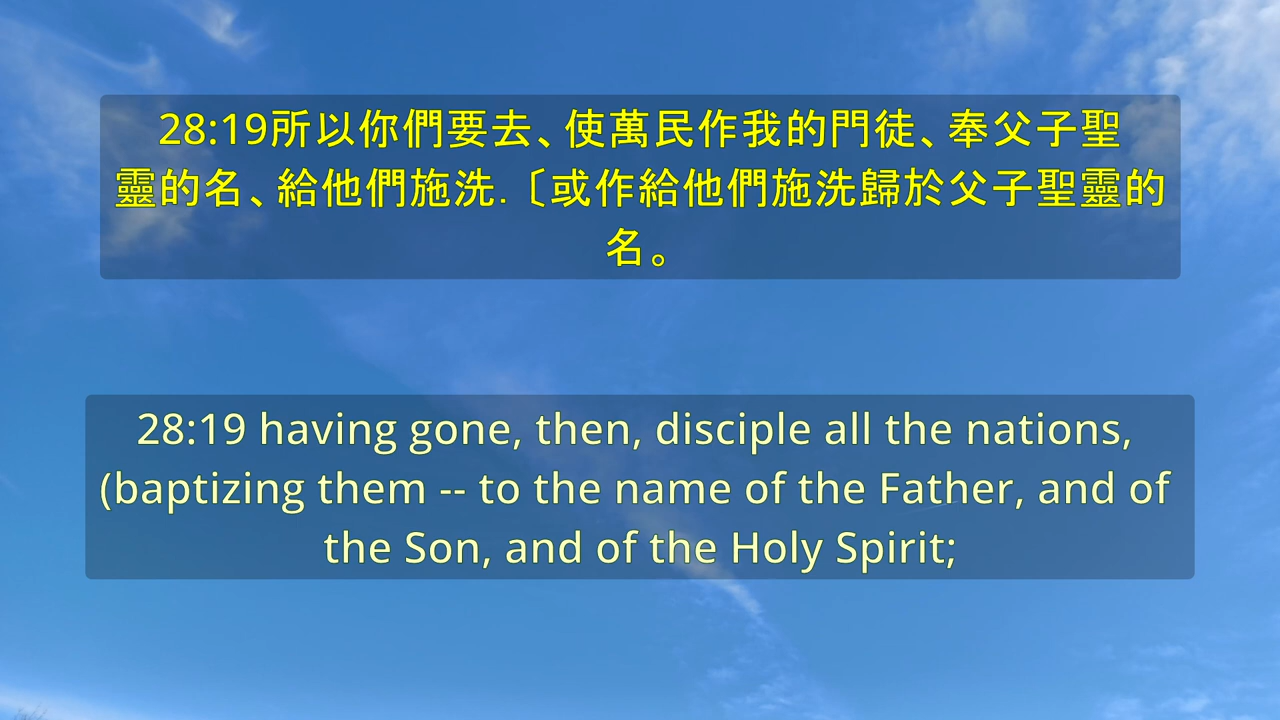 28:19所以你們要去、使萬民作我的門徒、奉父子聖
靈的名、給他們施洗.〔或作給他們施洗歸於父子聖靈的
名。
28:19 having gone, then, disciple all the nations,
(baptizing them -- to the name of the Father, and of
the Son, and of the Holy Spirit;